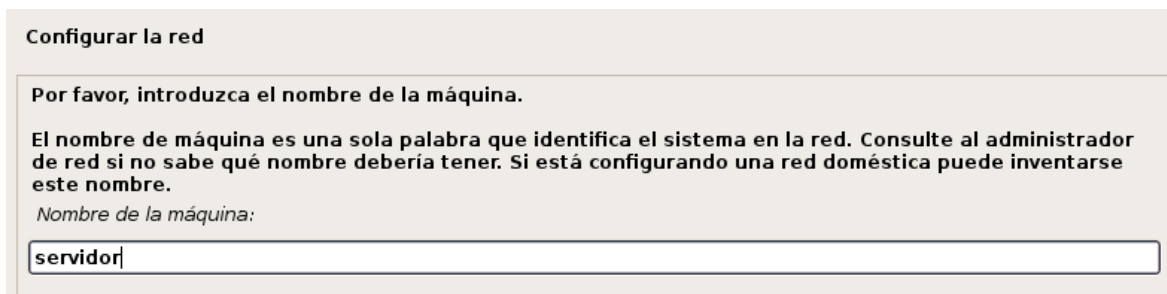 Configurar la red
Por favor, introduzca el nombre de la máquina.
El nombre de máquina es una sola palabra que identifica el sistema en la red. Consulte al administrador
de red si no sabe qué nombre debería tener. Si está configurando una red doméstica puede inventarse
este nombre.
Nombre de la máquina:
servidor